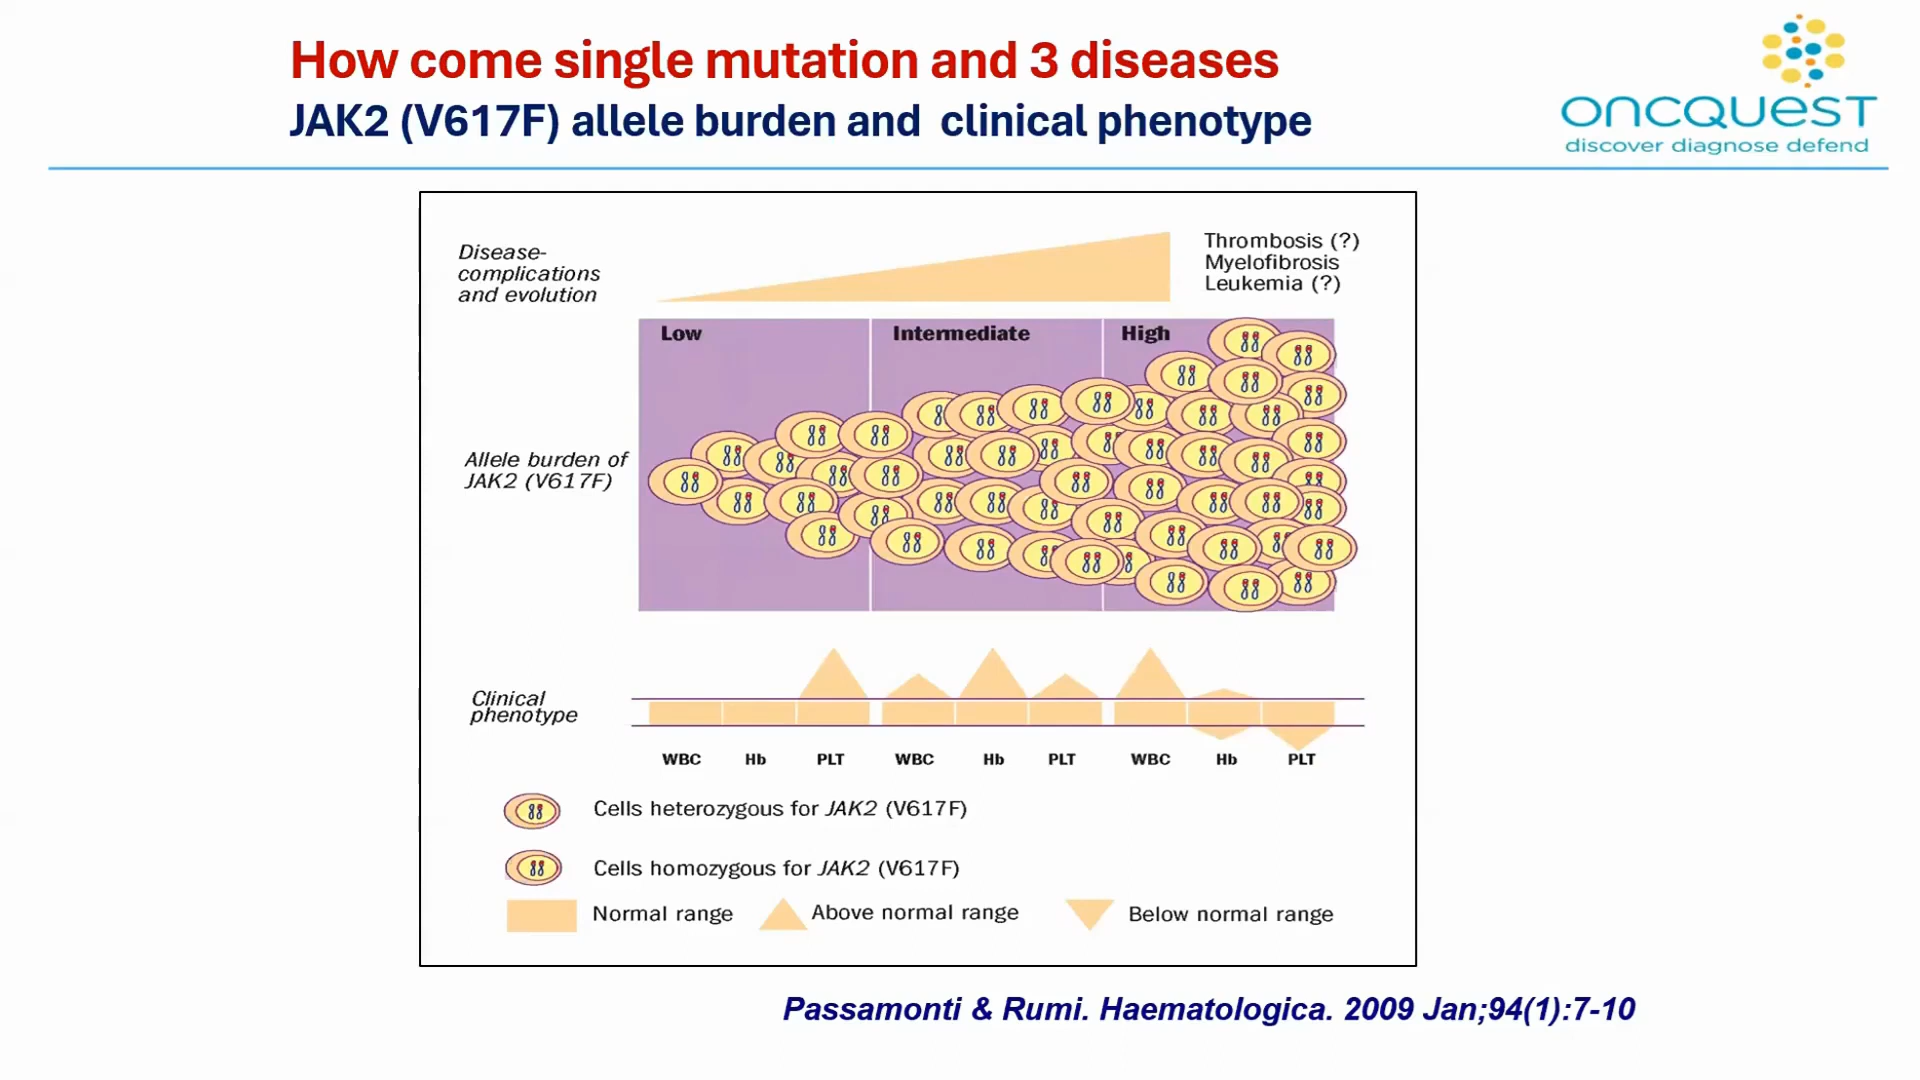 How come single mutation and 3 diseases
JAK2 (V617F) allele burden and clinical phenotype
oncQuest
discover diagnose defend
Disease-
complications
and evolution
Thrombosis (?)
Myelofibrosis
Leukemia (?)
Low Intermediate High
Allele burden of
JAK2 (V617F)
Clinical
phenotype
WBC Hb PLT WBC Hb PLT WBC Hb PLT
Cells heterozygous for JAK2 (V617F)
Cells homozygous for JAK2 (V617F)
Normal range Above normal range Below normal range
Passamonti & Rumi. Haematologica. 2009 Jan;94(1):7-10